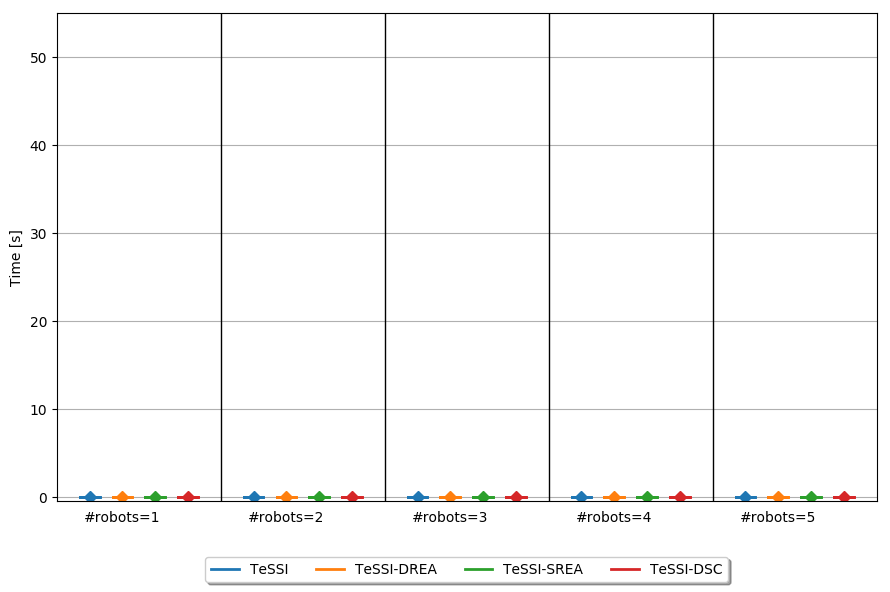 50
40
30
20
10
0
Time [s]
#robots=1 #robots=2 #robots=3 #robots=4 #robots=5
TeSSI TeSSI-DREA TeSSI-SREA TeSSI-DSC